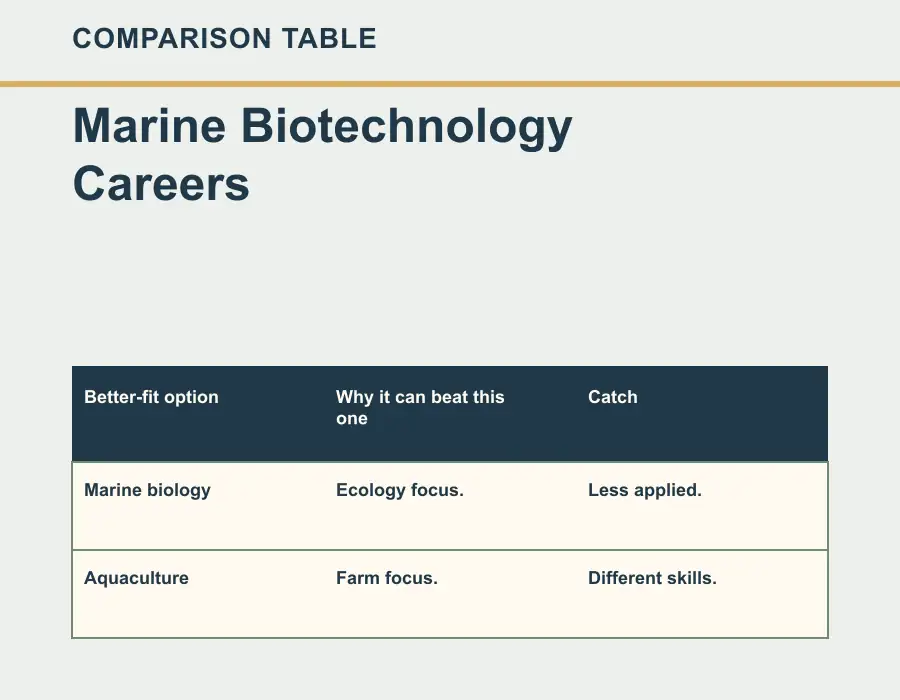 COMPARISON TABLE
Marine Biotechnology
Careers
Better-fit option
Why it can beat this
one
Catch
Marine biology
Ecology focus.
Less applied.
Aquaculture
Farm focus.
Different skills.